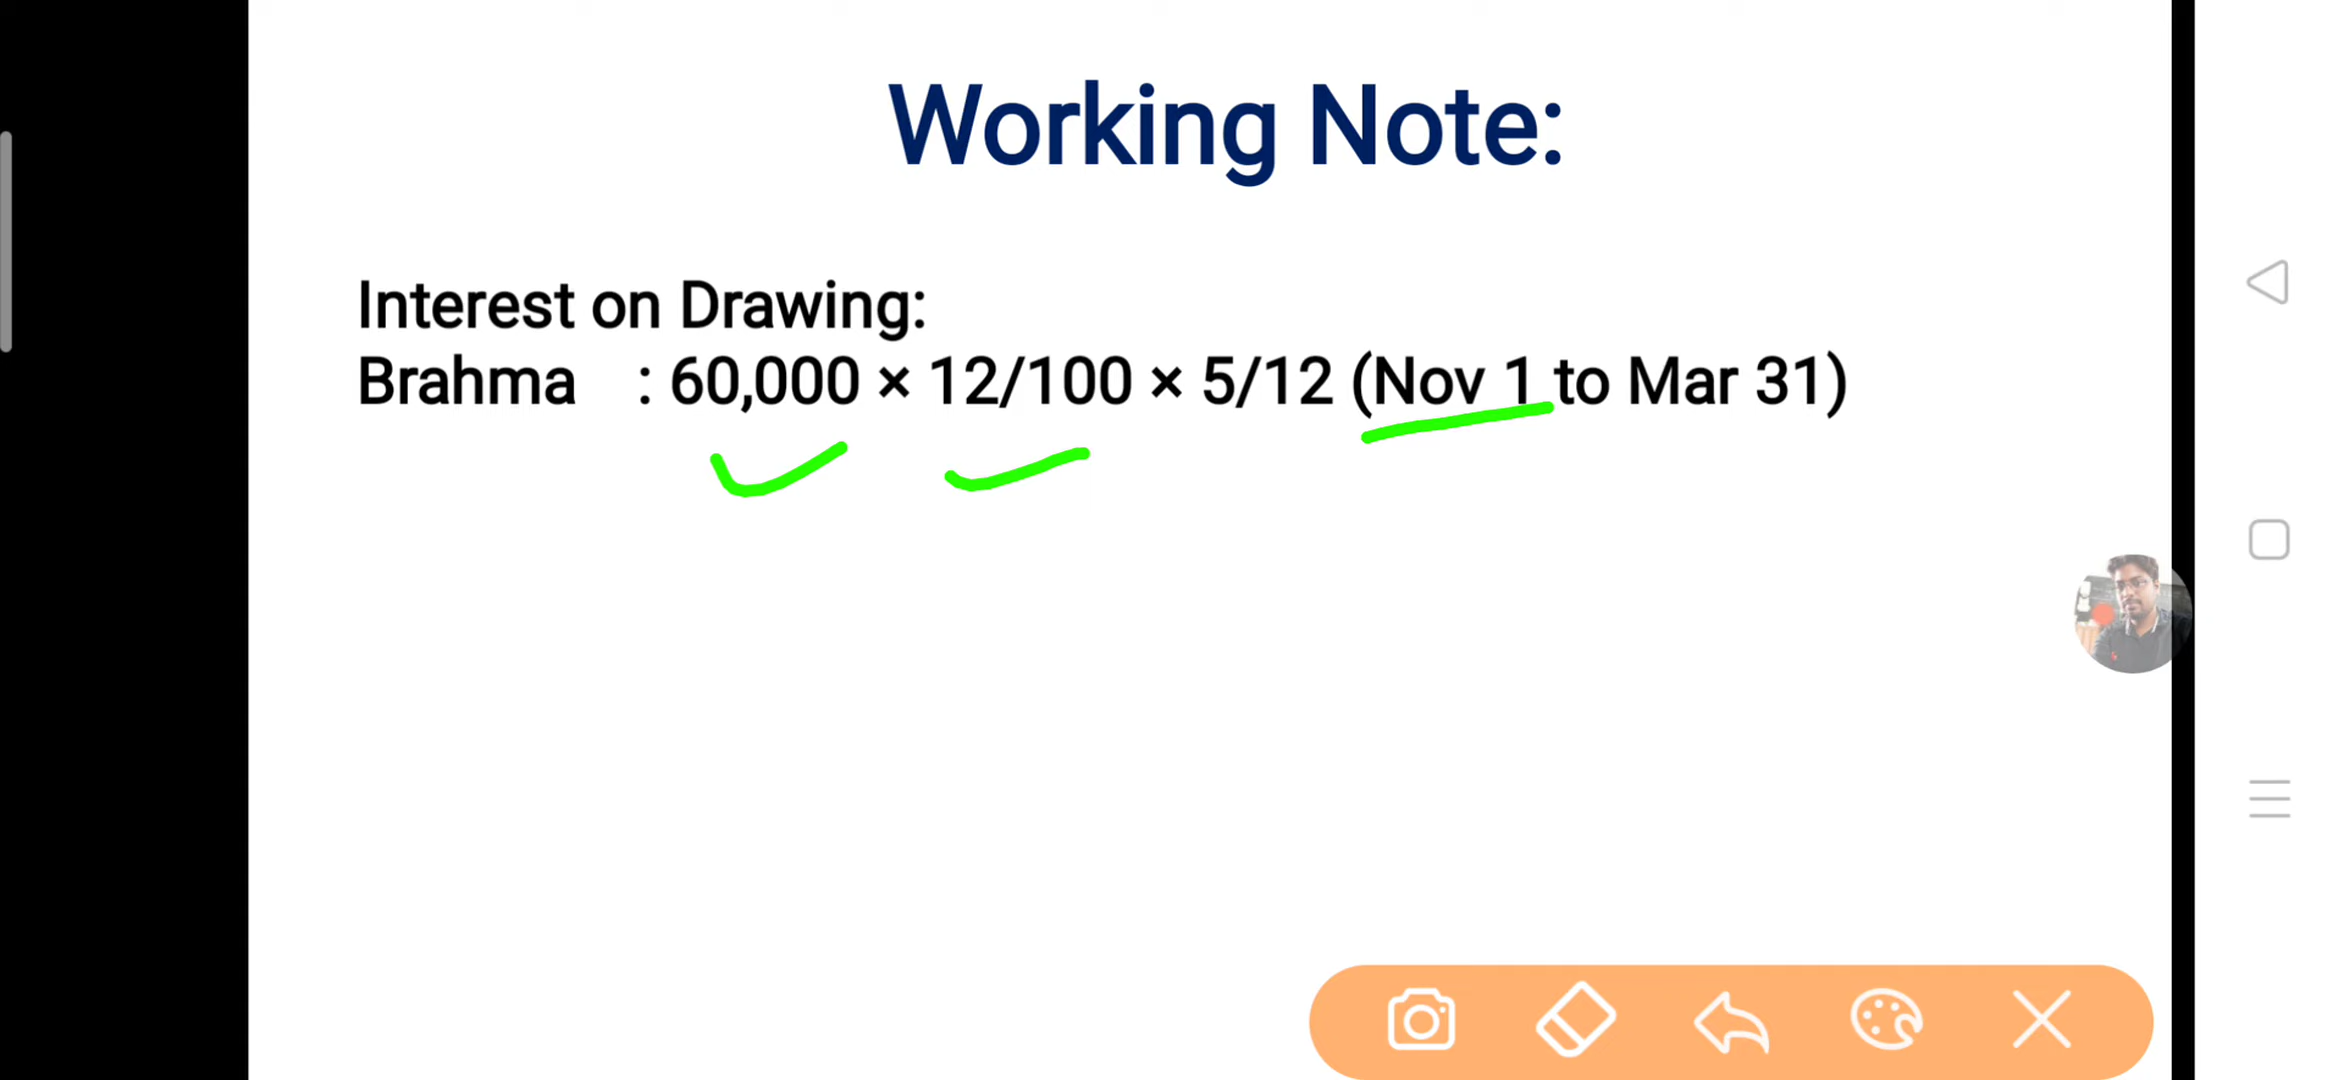 Working Note:
Interest on Drawing:
Brahma : 60,000 × 12/100 × 5/12 (Nov 1 to Mar 31)